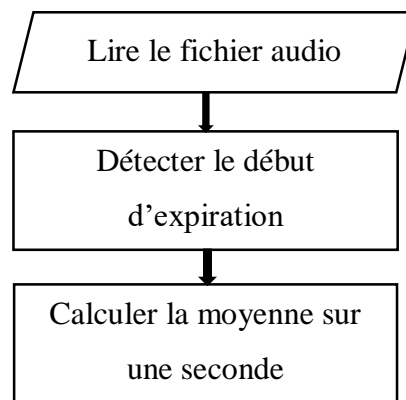 Lire le fichier audio
Détecter le début
d’expiration
Calculer la moyenne sur
une seconde